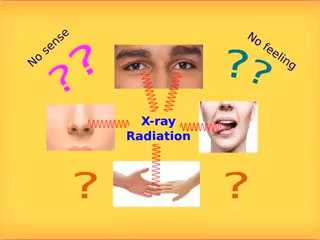 No sense
No feeling
? ?
? ?
X-ray
Radiation
?
?